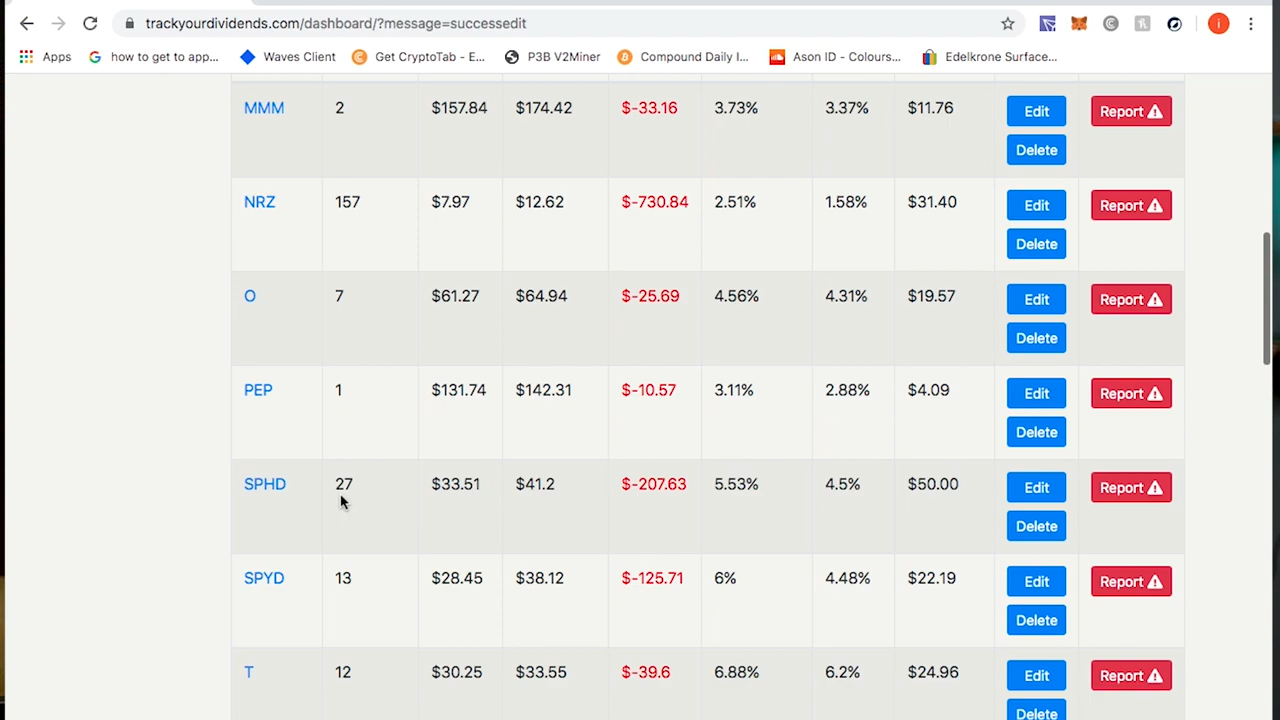 trackyourdividends.com/dashboard/?message=successedit
Apps how to get to app... Waves Client Get CryptoTab - E... P3B V2Miner Compound Daily I... Ason ID - Colours... Edelkrone Surface...
MMM 2 $157.84 $174.42 $-33.16 3.73% 3.37% $11.76 Edit Report
Delete
NRZ 157 $7.97 $12.62 $-730.84 2.51% 1.58% $31.40 Edit Report
Delete
O 7 $61.27 $64.94 $-25.69 4.56% 4.31% $19.57 Edit Report
Delete
PEP 1 $131.74 $142.31 $-10.57 3.11% 2.88% $4.09 Edit Report
Delete
SPHD 27 $33.51 $41.2 $-207.63 5.53% 4.5% $50.00 Edit Report
Delete
SPYD 13 $28.45 $38.12 $-125.71 6% 4.48% $22.19 Edit Report
Delete
T 12 $30.25 $33.55 $-39.6 6.88% 6.2% $24.96 Edit Report
Delete